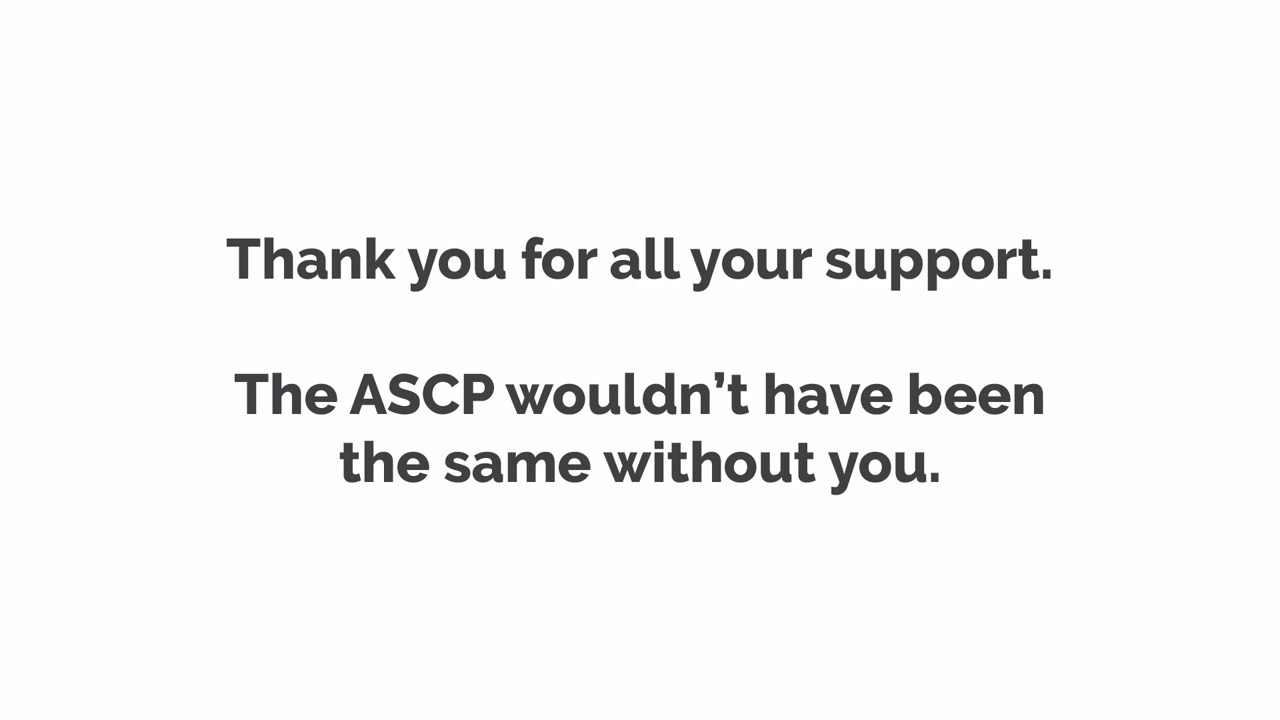 Thank you for all your support.
The ASCP wouldn’t have been
the same without you.